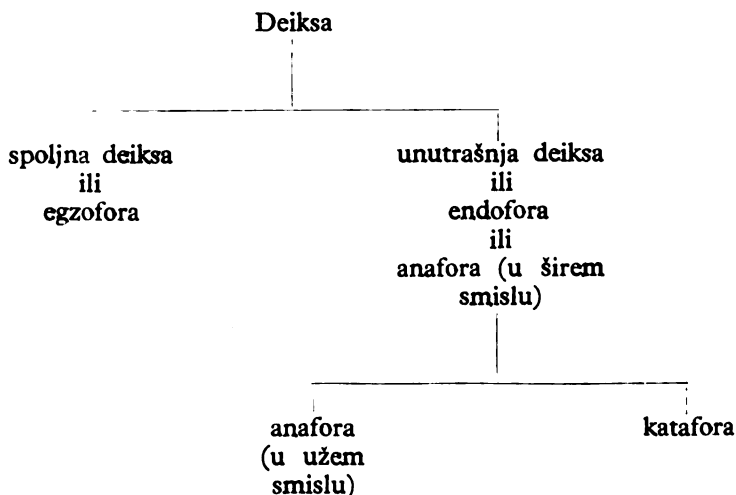 Deiksa
spoljna deiksa
ili
egzofora
unutrašnja deiksa
ili
endofora
ili
anafora (u širem
smislu)
anafora
(u užem
smislu)
katafora